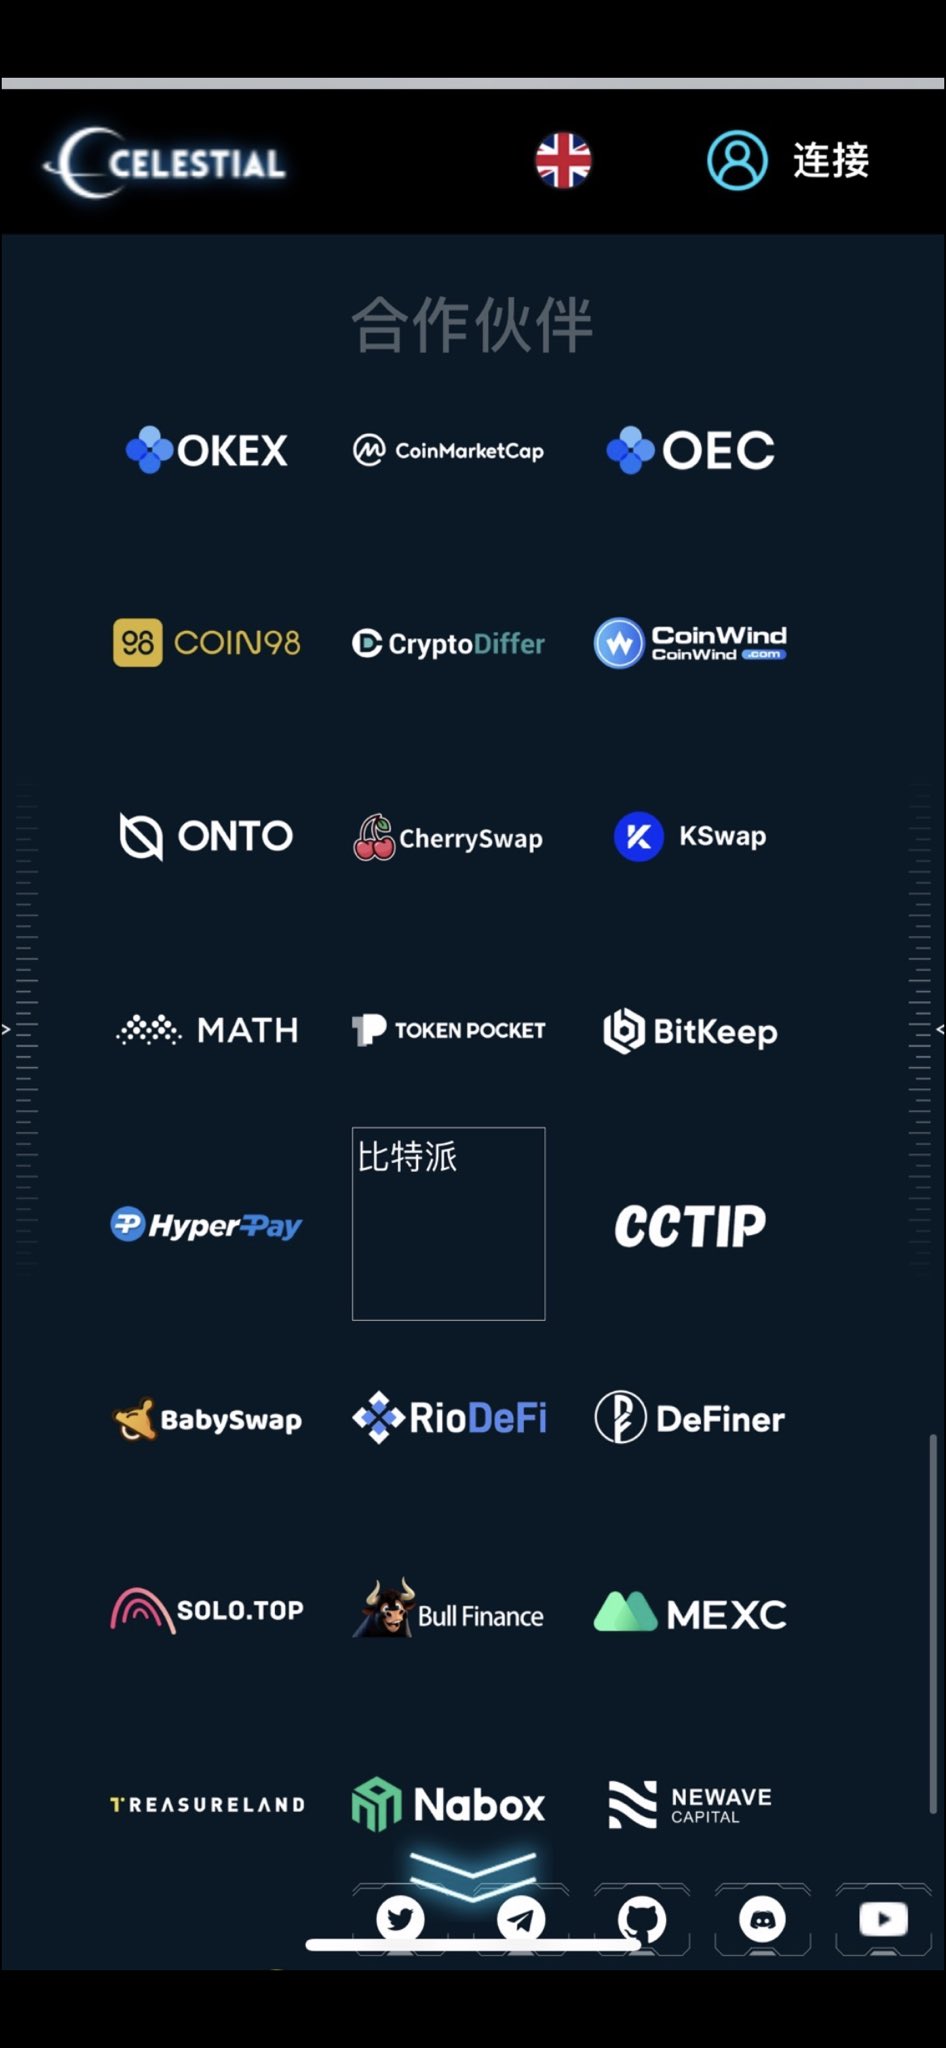 CELESTIAL
连接
合作伙伴
OKEX
CoinMarketCap
OEC
98 COIN98
CryptoDiffer
CoinWind
CoinWind .com
ONTO
CherrySwap
KSwap
MATH
TOKEN POCKET
BitKeep
HyperPay
比特派
CCTIP
BabySwap
RioDeFi
DeFiner
SOLO.TOP
Bull Finance
MEXC
TREASURELAND
Nabox
NEWAVE
CAPITAL